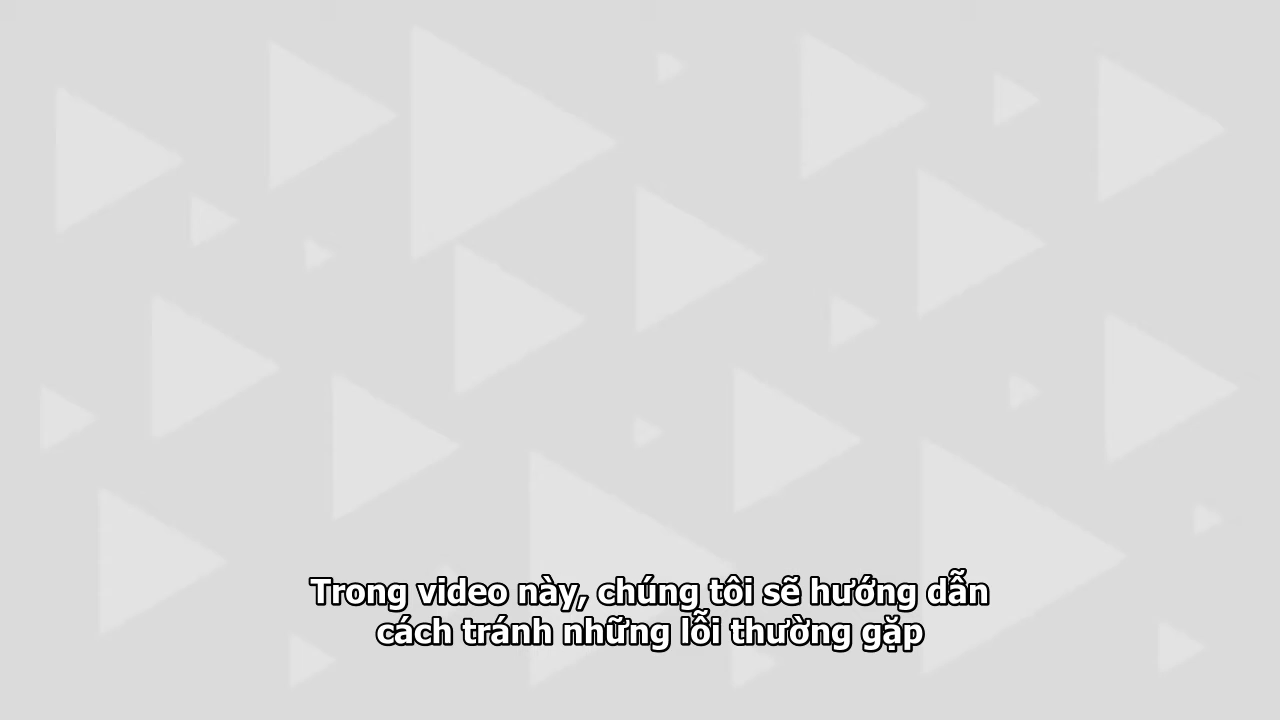 Trong video này, chúng tôi sẽ hướng dẫn
cách tránh những lỗi thường gặp